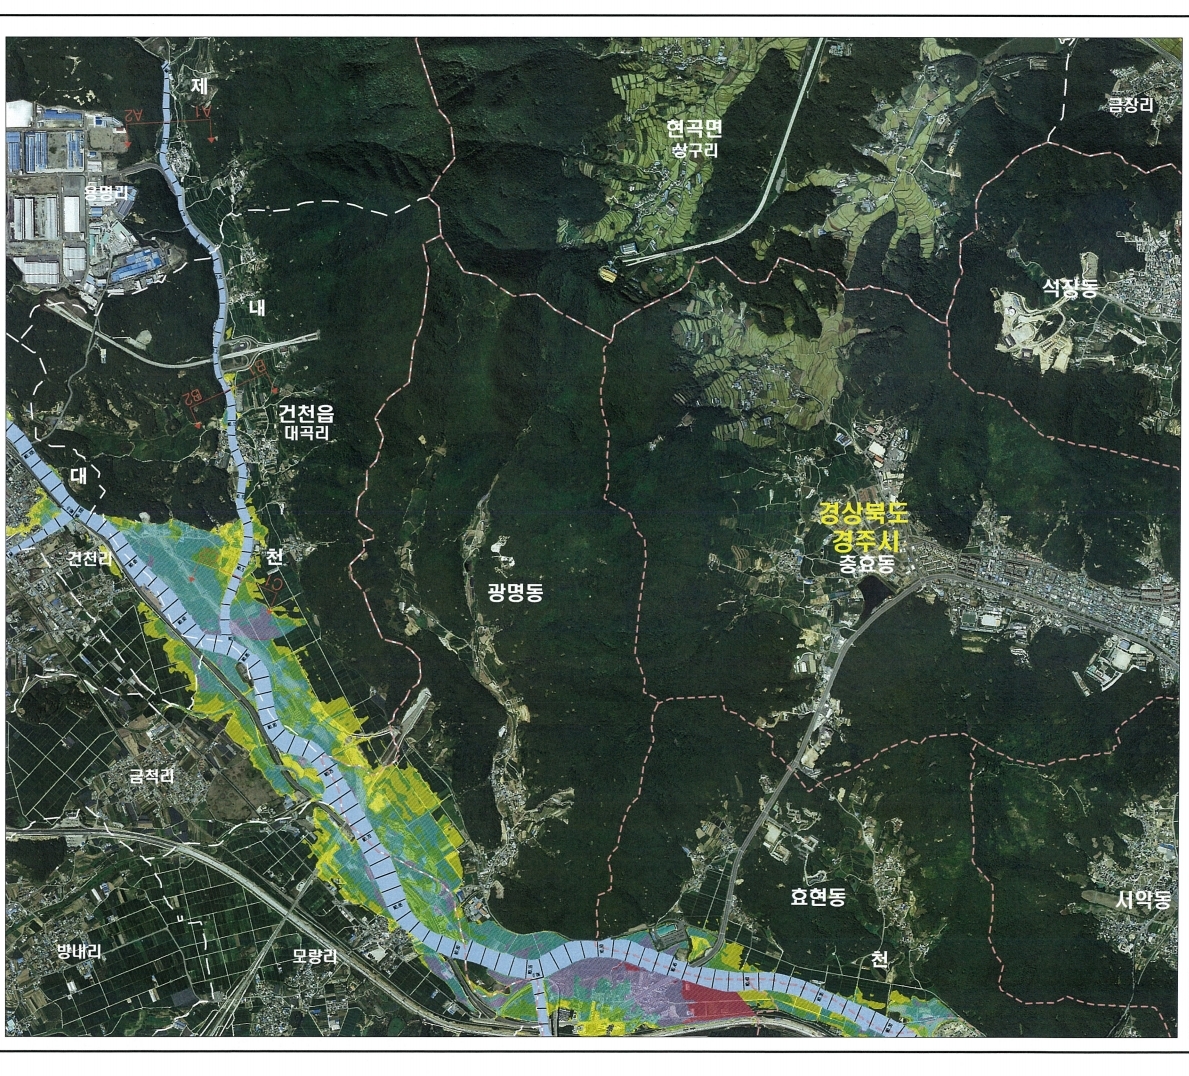 제
금장리
현곡면
상구리
A2
A1
용명리
석장동
내
B1
B2
건천읍
대곡리
대
경상북도
경주시
충효동
건천리
천
광명동
금척리
효현동
서악동
방내리
모량리
천